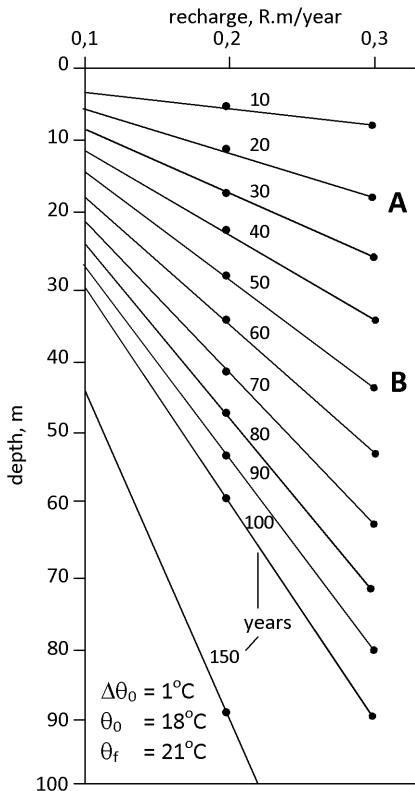 recharge, R.m/year
0,1 0,2 0,3
0
10
20
30
40
50
60
70
80
90
100
depth, m
10
20
30
40
50
60
70
80
90
100
years
150
A
B
Δθ₀ = 1°C
θ₀ = 18°C
θf = 21°C